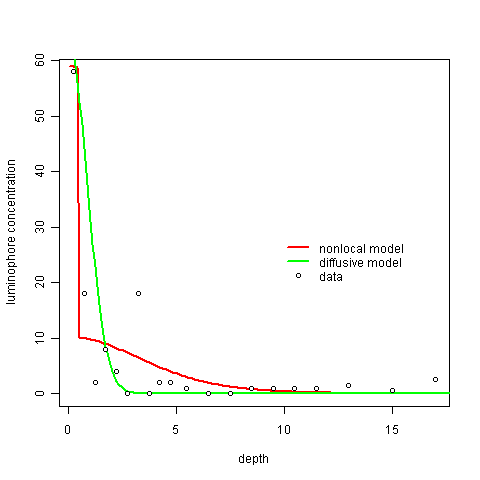 60
50
40
30
20
10
0
luminophore concentration
nonlocal model
diffusive model
data
0 5 10 15
depth